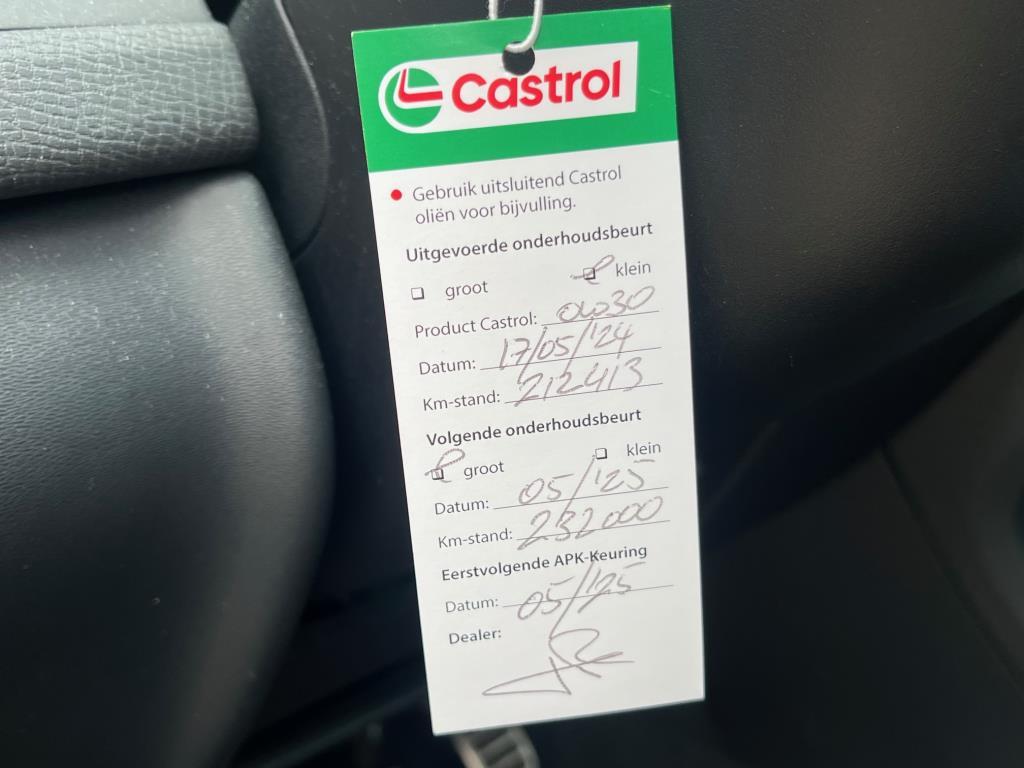 Castrol
Gebruik uitsluitend Castrol
oliën voor bijvulling.
Uitgevoerde onderhoudsbeurt
groot klein
Product Castrol: 0w30
Datum: 17/05/'24
Km-stand: 212413
Volgende onderhoudsbeurt
groot klein
Datum: 05/'25
Km-stand: 232000
Eerstvolgende APK-Keuring
Datum: 05/'25
Dealer: